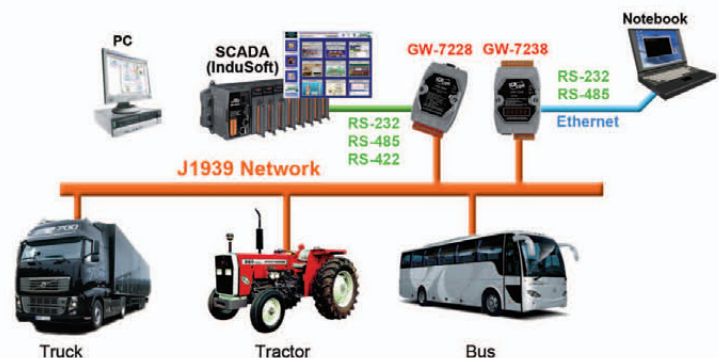 PC
SCADA
(InduSoft)
GW-7228
GW-7238
Notebook
RS-232
RS-485
RS-422
RS-232
RS-485
Ethernet
J1939 Network
Truck
Tractor
Bus